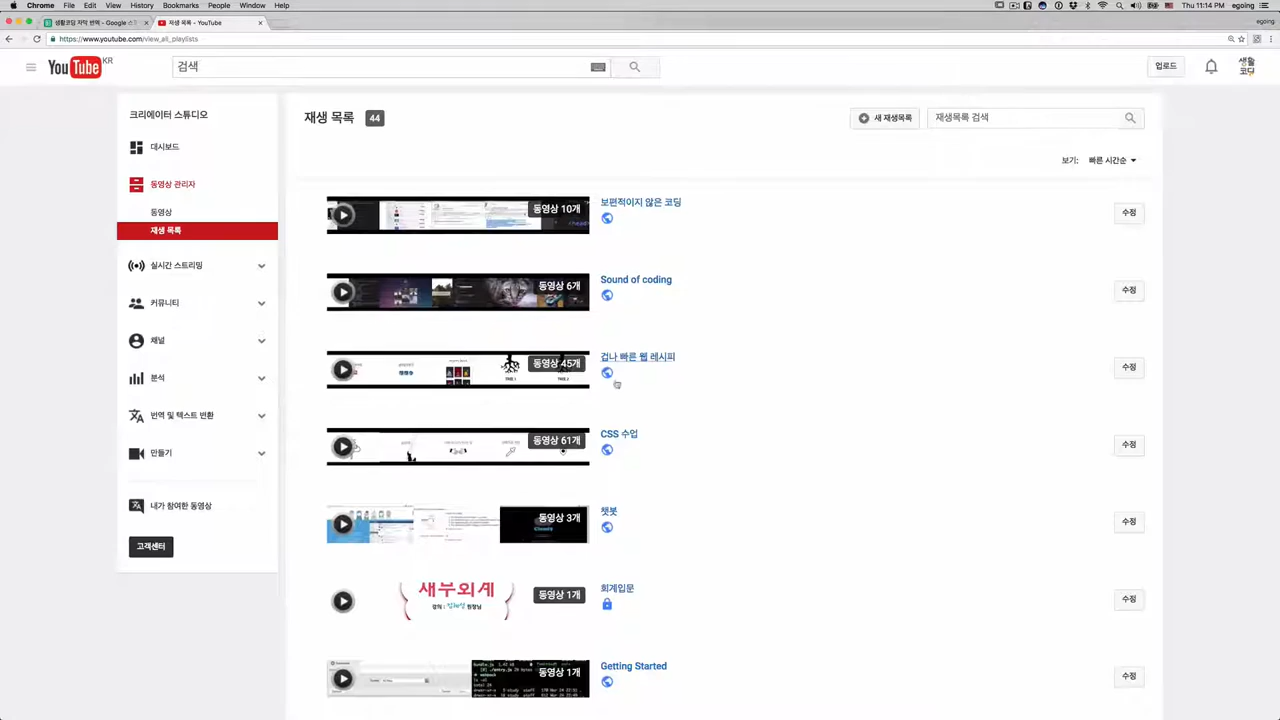 Chrome File Edit View History Bookmarks People Window Help
Thu 11:14 PM egoing
재생 목록 - YouTube
egoing
https://www.youtube.com/view_all_playlists
YouTube KR
검색
업로드
생활
코딩
크리에이터 스튜디오
대시보드
동영상 관리자
동영상
재생 목록
실시간 스트리밍
커뮤니티
채널
분석
번역 및 텍스트 변환
만들기
내가 참여한 동영상
고객센터
재생 목록 44
새 재생목록
재생목록 검색
보기: 빠른 시간순
동영상 10개
보편적이지 않은 코딩
수정
동영상 6개
Sound of coding
수정
동영상 45개
겁나 빠른 웹 레시피
수정
동영상 61개
CSS 수업
수정
동영상 3개
챗봇
수정
세무회계
동영상 1개
회계입문
수정
동영상 1개
Getting Started
수정